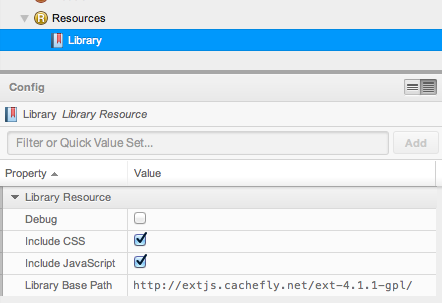 Resources
Library
Config
Library Library Resource
Filter or Quick Value Set...
Add
Property Value
Library Resource
Debug
Include CSS
Include JavaScript
Library Base Path http://extjs.cachefly.net/ext-4.1.1-gpl/